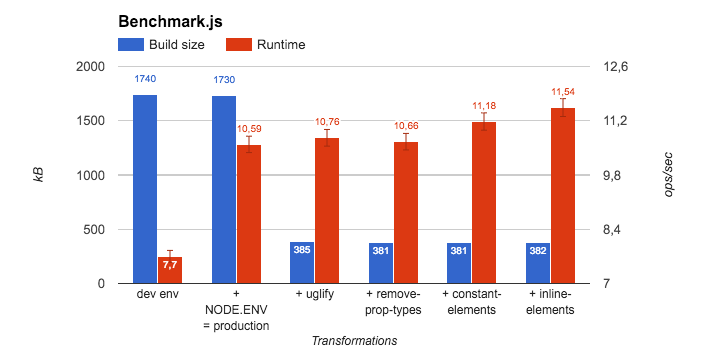 Benchmark.js
Build size Runtime
2000 12,6
1740 1730
11,54
11,18
1500 10,59 10,76 10,66 11,2
kB 1000 9,8 ops/sec
500 8,4
385 381 381 382
7,7
0 7
dev env + + uglify + remove- + constant- + inline-
NODE.ENV prop-types elements elements
= production
Transformations